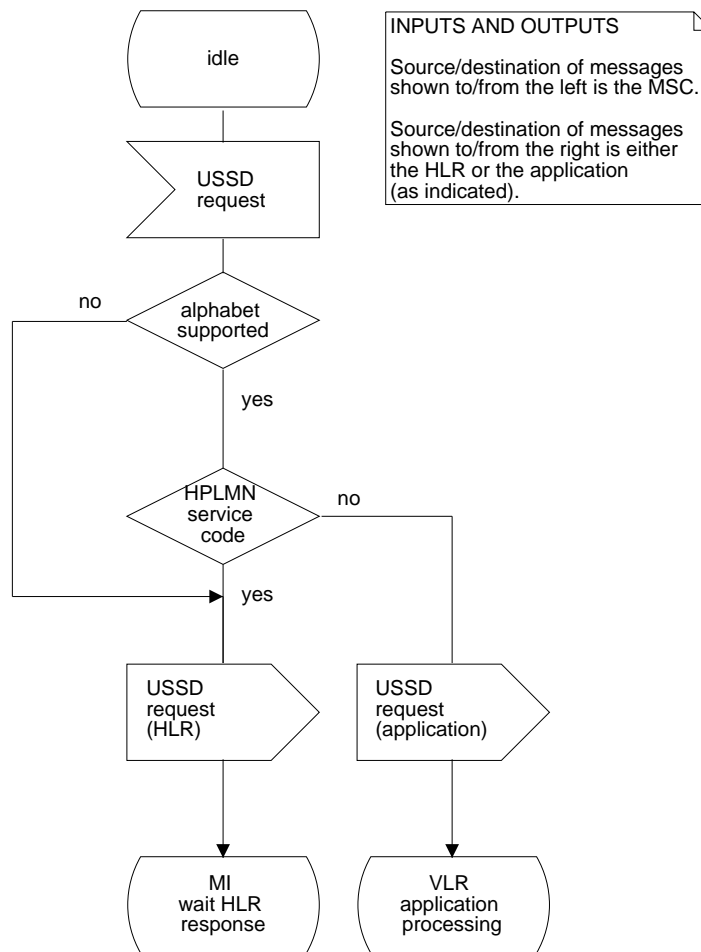 idle
INPUTS AND OUTPUTS
Source/destination of messages
shown to/from the left is the MSC.
Source/destination of messages
shown to/from the right is either
the HLR or the application
(as indicated).
USSD
request
no
alphabet
supported
yes
HPLMN
service
code
no
yes
USSD
request
(HLR)
USSD
request
(application)
MI
wait HLR
response
VLR
application
processing